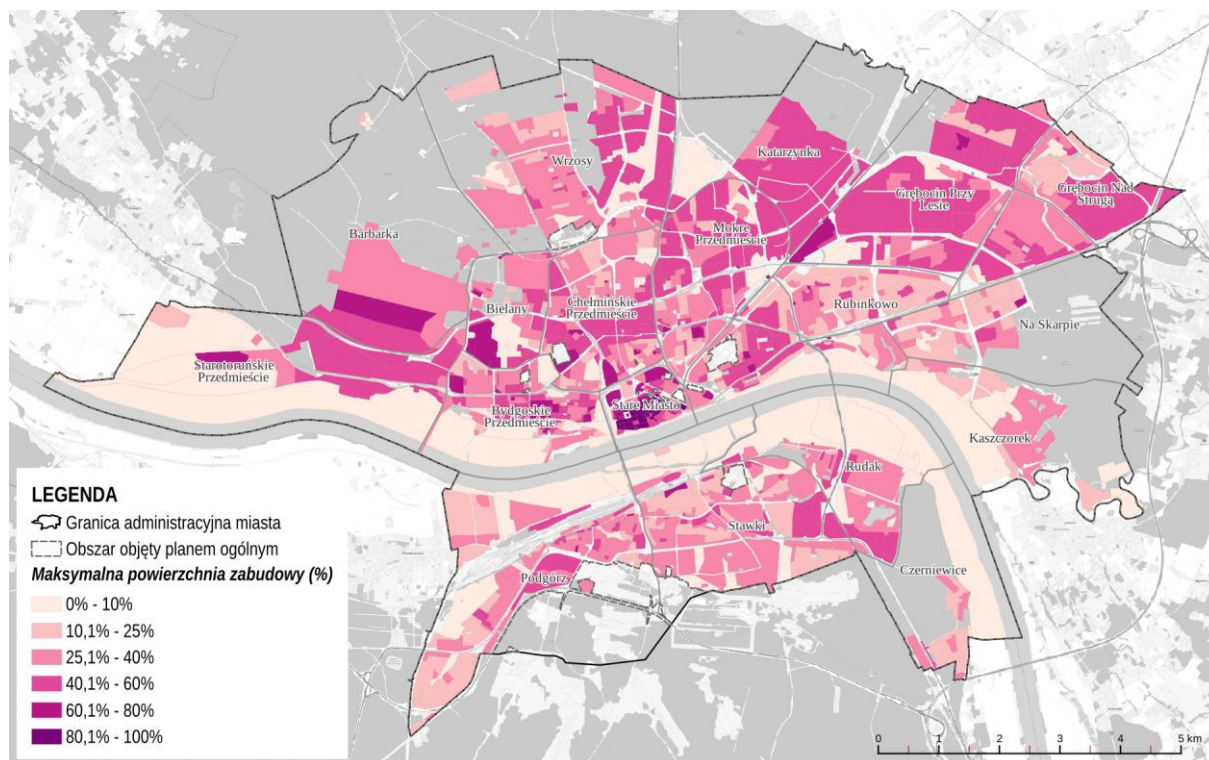 Wrzosy
Katarzynka
Grębocin Przy
Lesie
Grębocin Nad
Strugą
Barbarka
Mokre
Przedmieście
Bielany
Chełmińskie
Przedmieście
Rubinkowo
Na Skarpie
Starotoruńskie
Przedmieście
Bydgoskie
Przedmieście
Stare Miasto
Kaszczorek
Rudak
Stawki
Czerniewice
Podgórz
LEGENDA
Granica administracyjna miasta
Obszar objęty planem ogólnym
Maksymalna powierzchnia zabudowy (%)
0% - 10%
10,1% - 25%
25,1% - 40%
40,1% - 60%
60,1% - 80%
80,1% - 100%
0 1 2 3 4 5 km